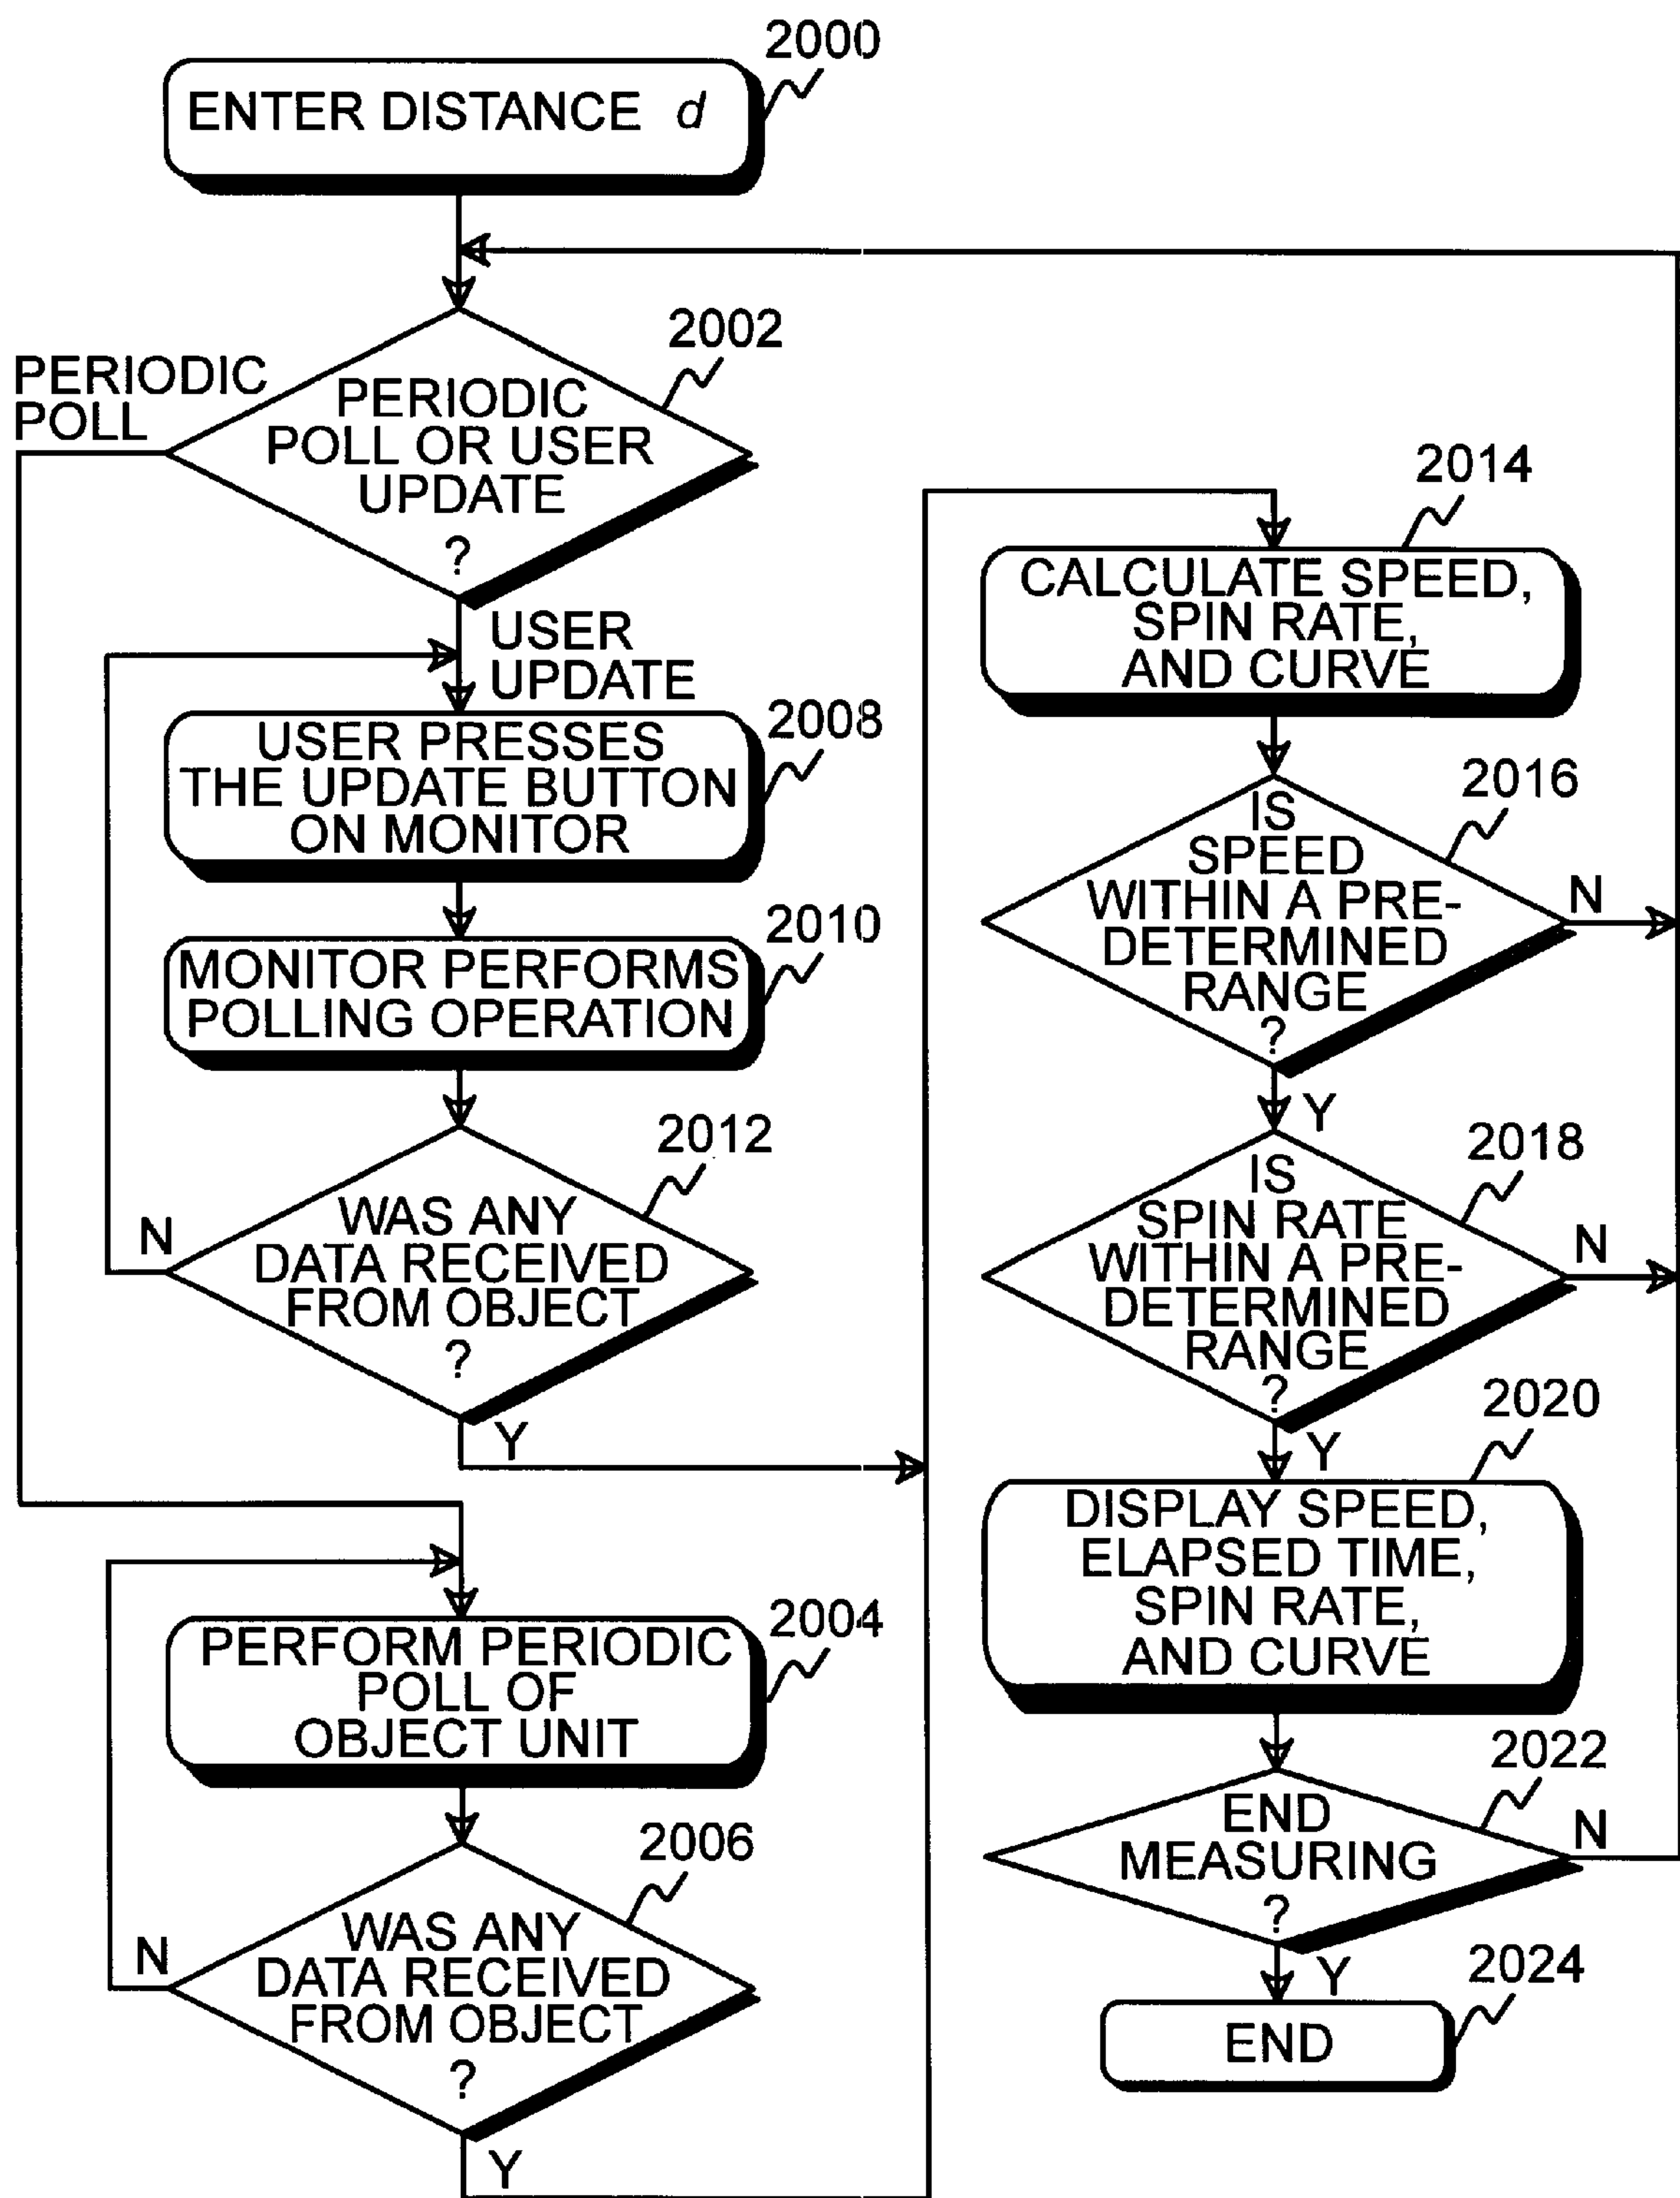 2000
ENTER DISTANCE d
2002
PERIODIC
POLL
PERIODIC
POLL OR USER
UPDATE
?
USER
UPDATE
2008
USER PRESSES
THE UPDATE BUTTON
ON MONITOR
2010
MONITOR PERFORMS
POLLING OPERATION
2012
WAS ANY
DATA RECEIVED
FROM OBJECT
?
N
Y
2004
PERFORM PERIODIC
POLL OF
OBJECT UNIT
2006
WAS ANY
DATA RECEIVED
FROM OBJECT
?
N
Y
2014
CALCULATE SPEED,
SPIN RATE,
AND CURVE
2016
IS
SPEED
WITHIN A PRE-
DETERMINED
RANGE
?
N
Y
2018
IS
SPIN RATE
WITHIN A PRE-
DETERMINED
RANGE
?
N
Y
2020
DISPLAY SPEED,
ELAPSED TIME,
SPIN RATE,
AND CURVE
2022
END
MEASURING
?
N
Y
2024
END